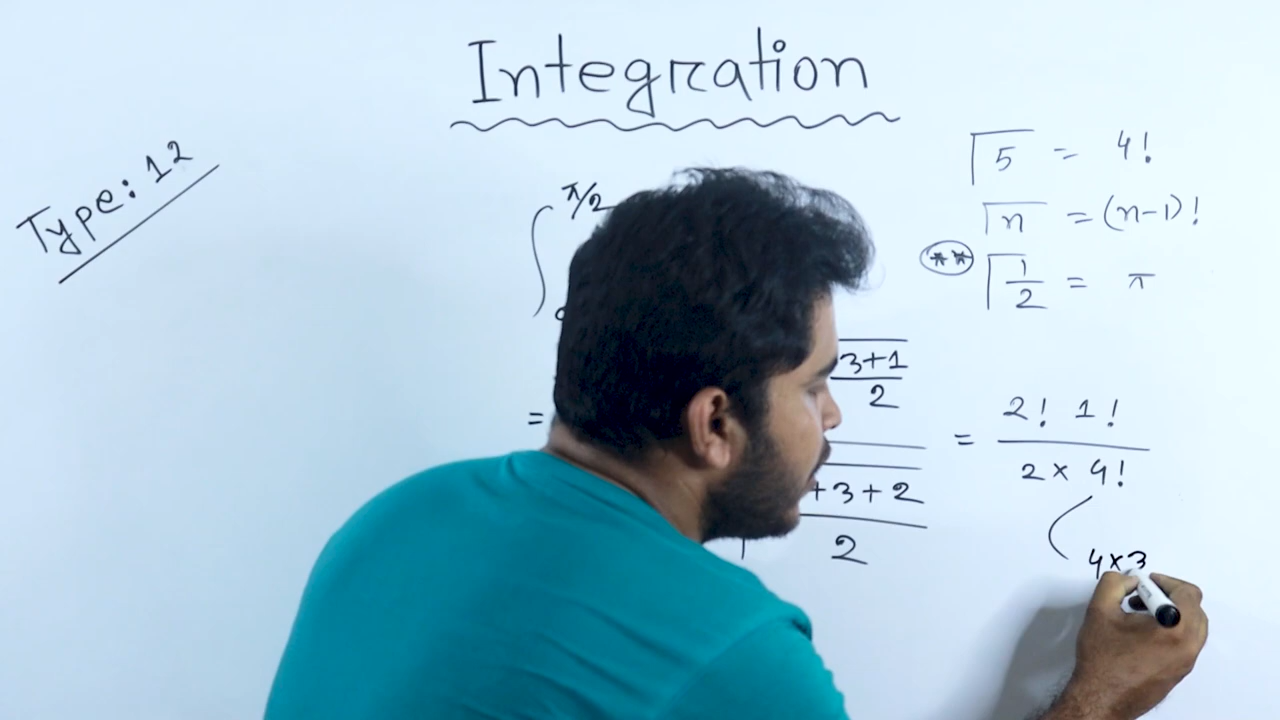 Integration
Type: 12
π/2
Γ5 = 4!
Γn = (n-1)!
** Γ1/2 = π
= 3+1/2 = 2! 1!/2 × 4!
+3+2/2
4×3